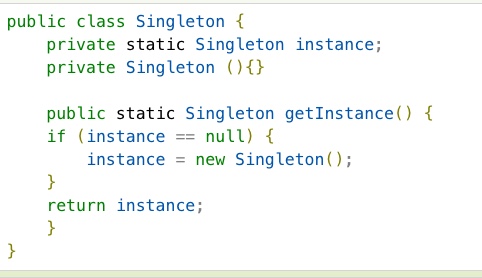 public class Singleton {
    private static Singleton instance;
    private Singleton (){}

    public static Singleton getInstance() {
    if (instance == null) {
        instance = new Singleton();
    }
    return instance;
    }
}